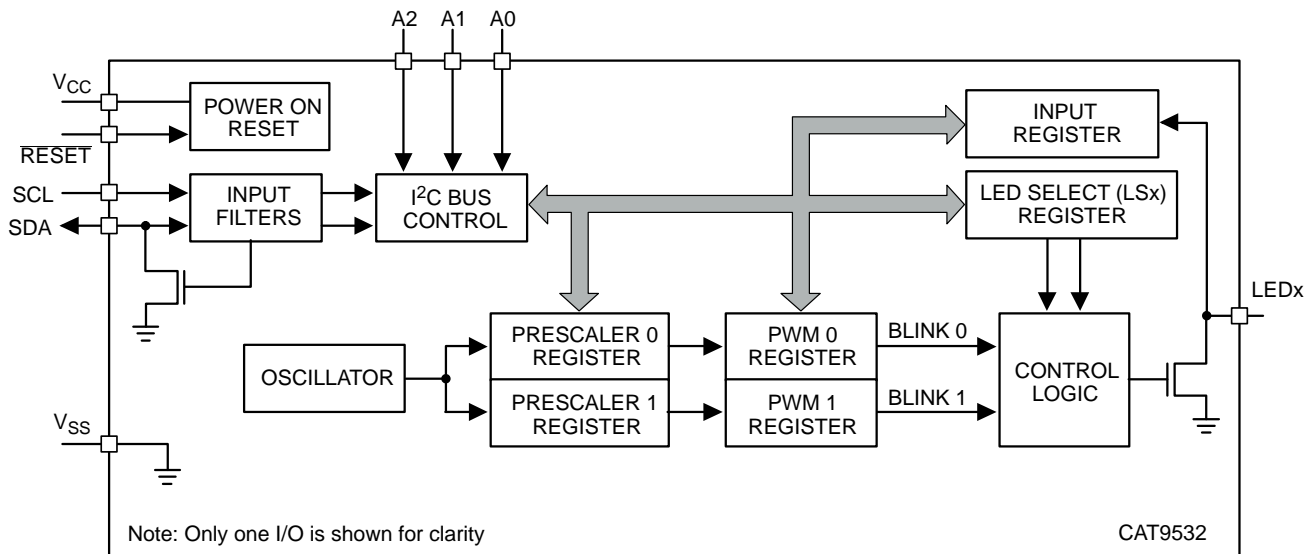 A2 A1 A0
VCC
POWER ON
RESET
RESET
INPUT
REGISTER
SCL
SDA
INPUT
FILTERS
I2C BUS
CONTROL
LED SELECT (LSx)
REGISTER
LEDx
OSCILLATOR
PRESCALER 0
REGISTER
PWM 0
REGISTER
BLINK 0
PRESCALER 1
REGISTER
PWM 1
REGISTER
BLINK 1
CONTROL
LOGIC
VSS
Note: Only one I/O is shown for clarity
CAT9532